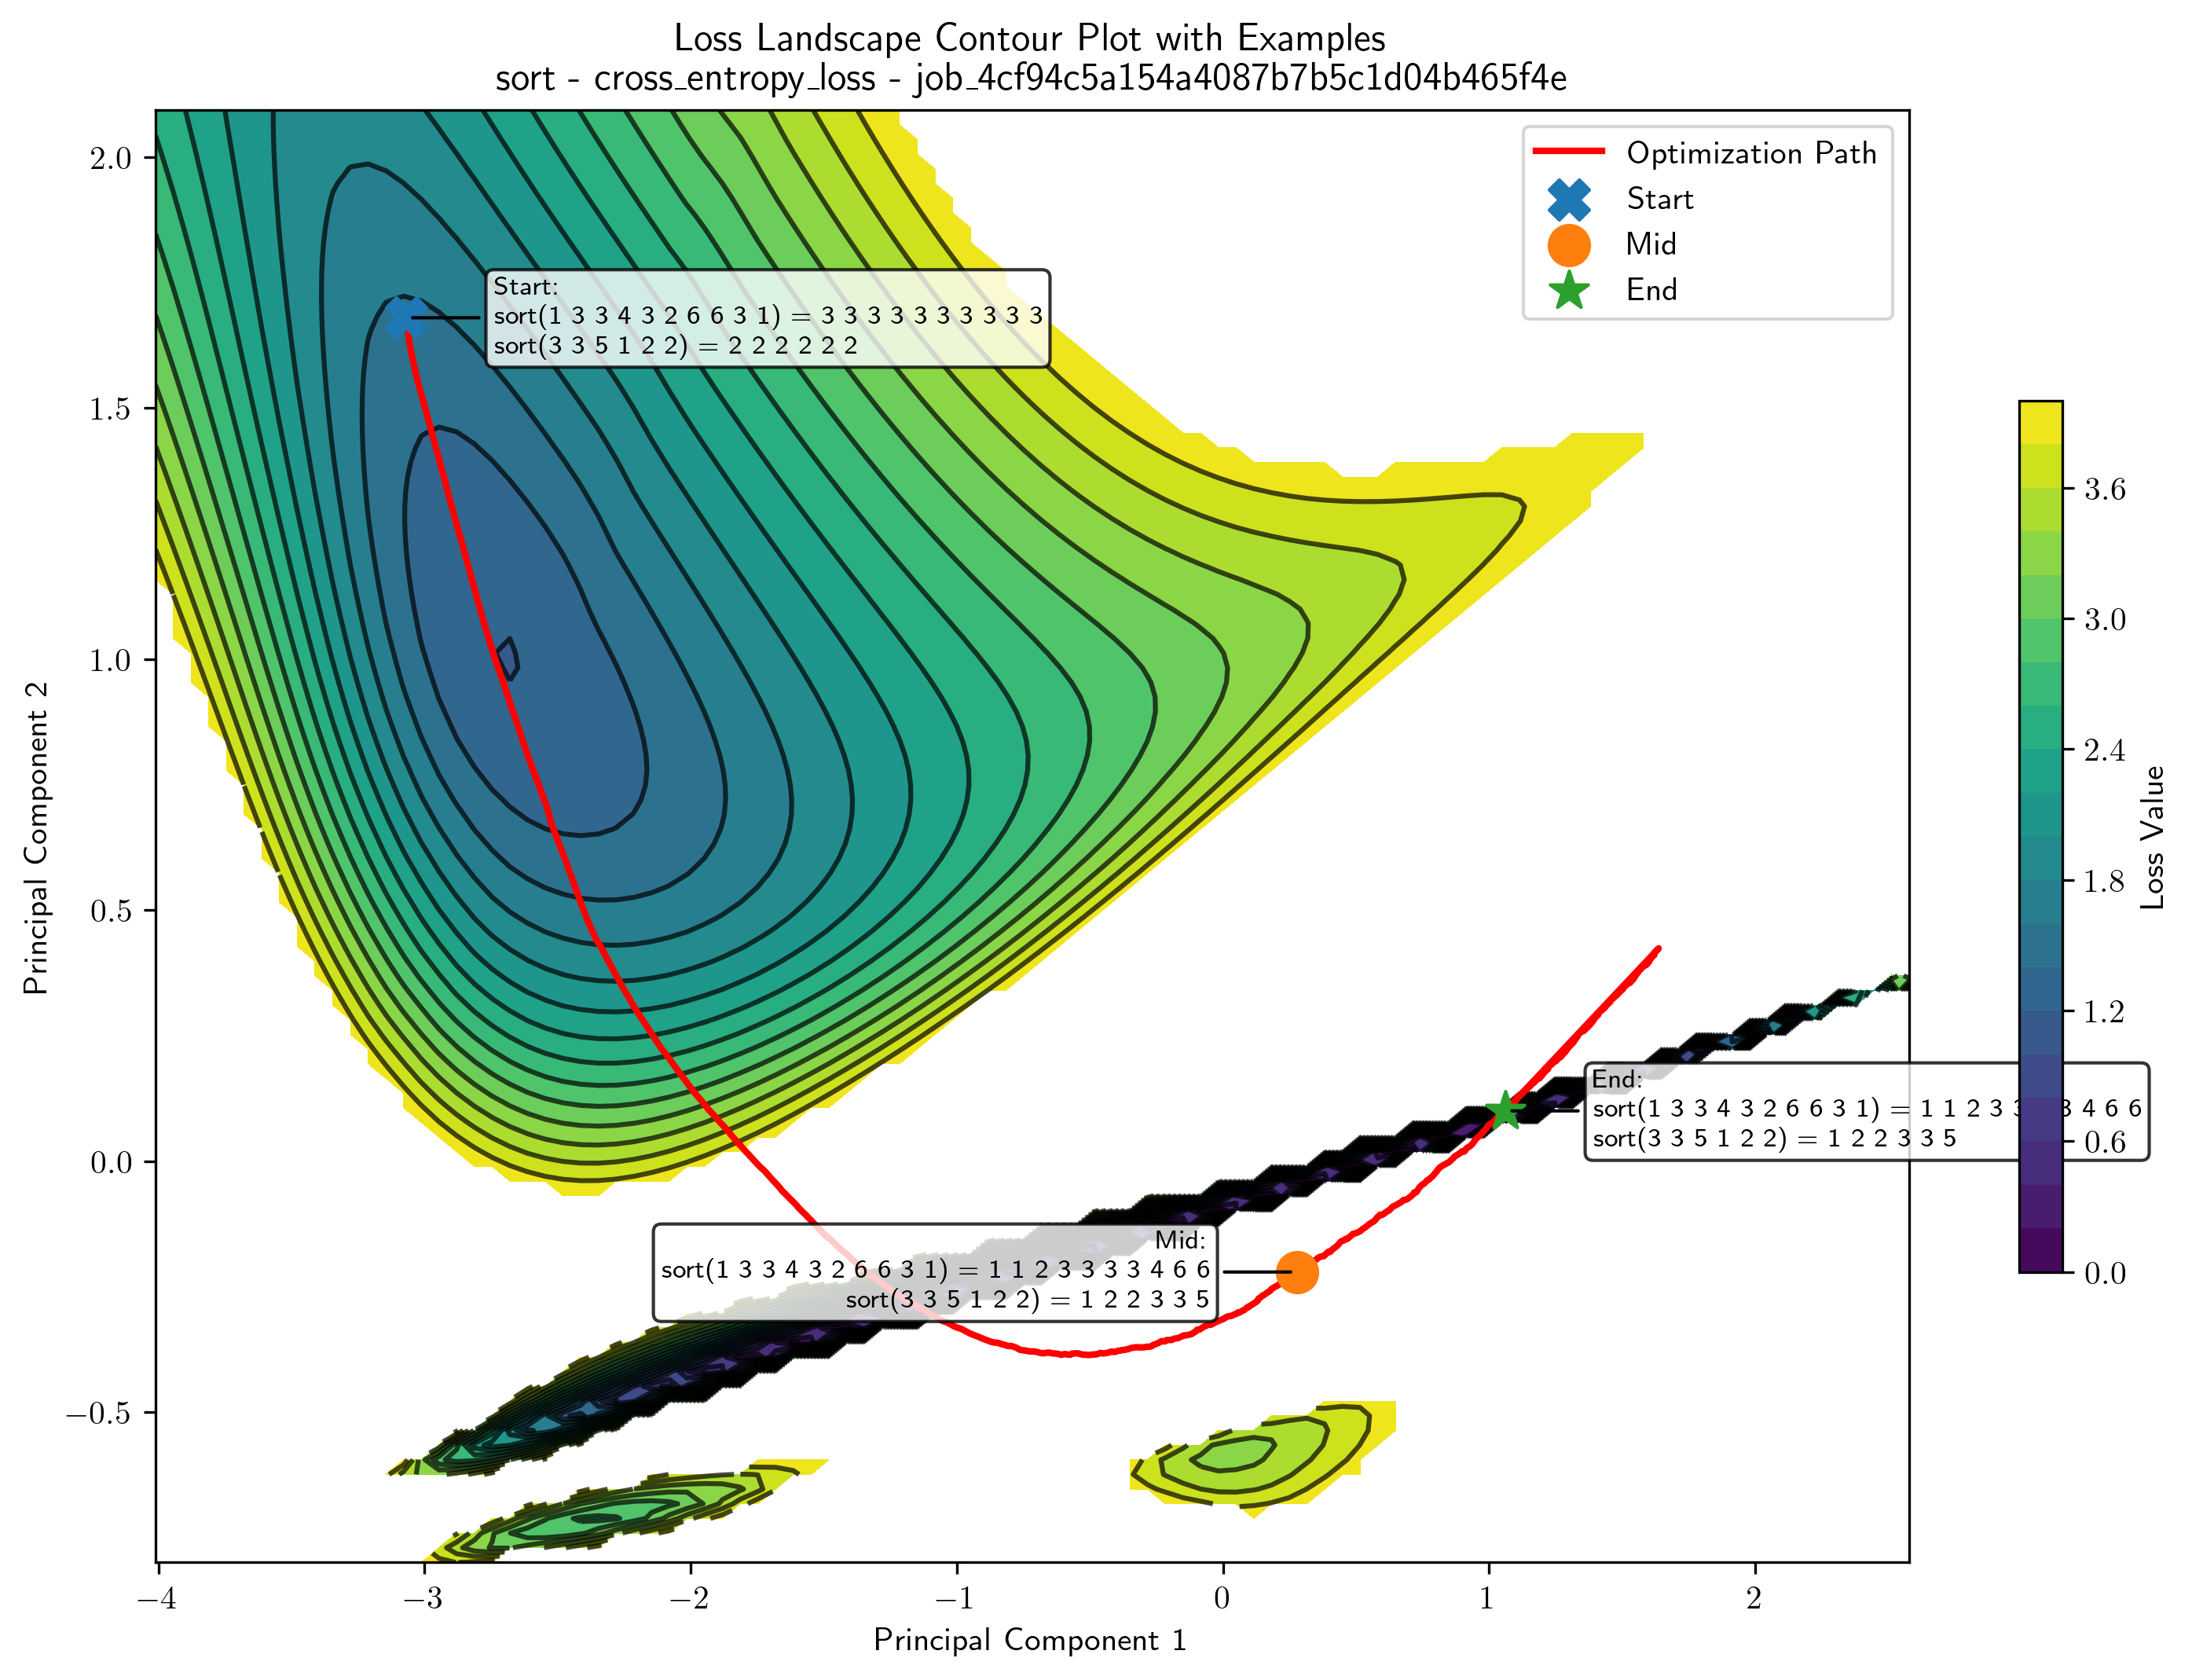 Loss Landscape Contour Plot with Examples
sort - cross_entropy_loss - job_4cf94c5a154a4087b7b5c1d04b465f4e
Optimization Path
Start
Mid
End
Start:
sort(1 3 3 4 3 2 6 6 3 1) = 3 3 3 3 3 3 3 3 3 3
sort(3 3 5 1 2 2) = 2 2 2 2 2 2
Mid:
sort(1 3 3 4 3 2 6 6 3 1) = 1 1 2 3 3 3 3 4 6 6
sort(3 3 5 1 2 2) = 1 2 2 3 3 5
End:
sort(1 3 3 4 3 2 6 6 3 1) = 1 1 2 3 3 3 4 6 6
sort(3 3 5 1 2 2) = 1 2 2 3 3 5
2.0
1.5
1.0
0.5
0.0
−0.5
Principal Component 2
−4
−3
−2
−1
0
1
2
Principal Component 1
3.6
3.0
2.4
1.8
1.2
0.6
0.0
Loss Value